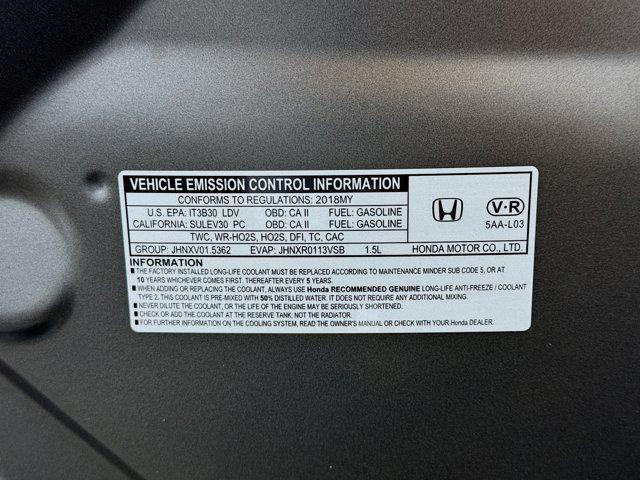 VEHICLE EMISSION CONTROL INFORMATION
CONFORMS TO REGULATIONS: 2018MY
U.S. EPA: IT3B30 LDV OBD: CA II FUEL: GASOLINE
CALIFORNIA: SULEV30 PC OBD: CA II FUEL: GASOLINE
TWC, WR-HO2S, HO2S, DFI, TC, CAC
GROUP: JHNXV01.5362 EVAP: JHNXR0113VSB 1.5L
V·R
5AA-L03
HONDA MOTOR CO., LTD.
INFORMATION
■ THE FACTORY INSTALLED LONG-LIFE COOLANT MUST BE REPLACED ACCORDING TO MAINTENANCE MINDER SUB CODE 5, OR AT
10 YEARS WHICHEVER COMES FIRST. THEREAFTER EVERY 5 YEARS.
■ WHEN ADDING OR REPLACING THE COOLANT, ALWAYS USE Honda RECOMMENDED GENUINE LONG-LIFE ANTI-FREEZE / COOLANT
TYPE 2. THIS COOLANT IS PRE-MIXED WITH 50% DISTILLED WATER. IT DOES NOT REQUIRE ANY ADDITIONAL MIXING.
■ NEVER DILUTE THE COOLANT, OR THE LIFE OF THE ENGINE MAY BE SERIOUSLY SHORTENED.
■ CHECK OR ADD THE COOLANT AT THE RESERVE TANK, NOT THE RADIATOR.
■ FOR FURTHER INFORMATION ON THE COOLING SYSTEM, READ THE OWNER'S MANUAL OR CHECK WITH YOUR Honda DEALER.